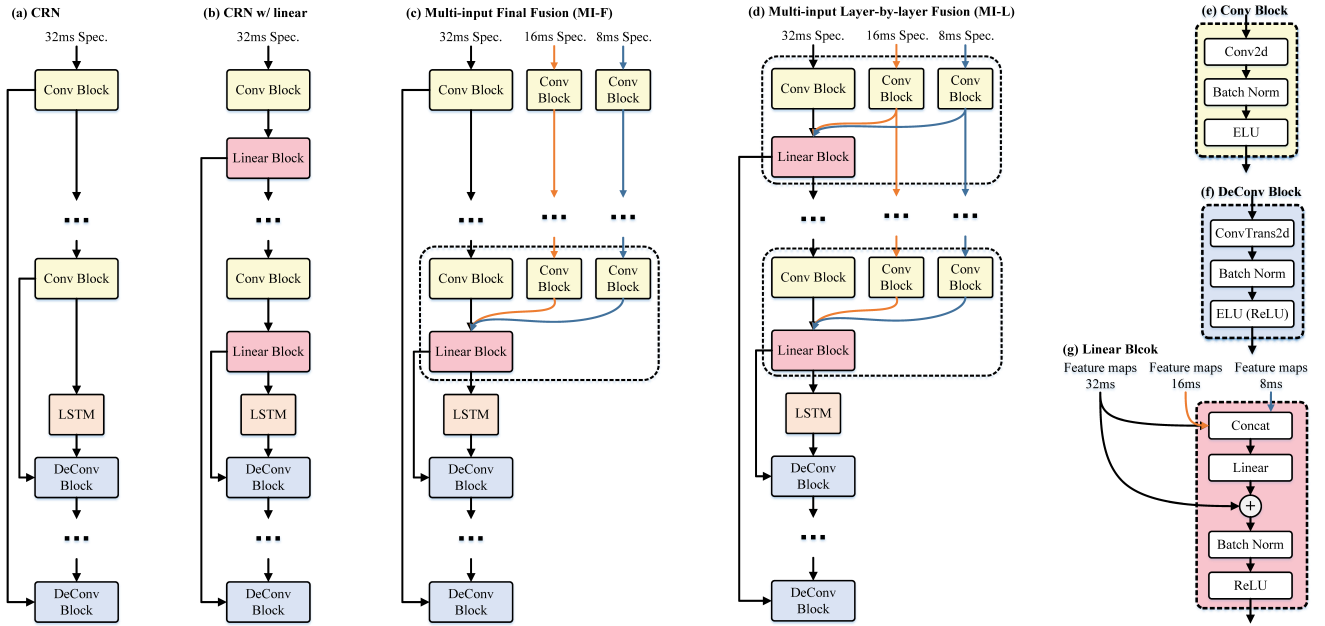 (a) CRN
32ms Spec.
Conv Block
...
Conv Block
LSTM
DeConv
Block
...
DeConv
Block
(b) CRN w/ linear
32ms Spec.
Conv Block
Linear Block
...
Conv Block
Linear Block
LSTM
DeConv
Block
...
DeConv
Block
(c) Multi-input Final Fusion (MI-F)
32ms Spec. 16ms Spec. 8ms Spec.
Conv Block
Conv
Block
Conv
Block
... ... ...
Conv Block
Conv
Block
Conv
Block
Linear Block
LSTM
DeConv
Block
...
DeConv
Block
(d) Multi-input Layer-by-layer Fusion (MI-L)
32ms Spec. 16ms Spec. 8ms Spec.
Conv Block
Conv
Block
Conv
Block
Linear Block
... ... ...
Conv Block
Conv
Block
Conv
Block
Linear Block
LSTM
DeConv
Block
...
DeConv
Block
(e) Conv Block
Conv2d
Batch Norm
ELU
(f) DeConv Block
ConvTrans2d
Batch Norm
ELU (ReLU)
(g) Linear Blcok
Feature maps
32ms
Feature maps
16ms
Feature maps
8ms
Concat
Linear
+
Batch Norm
ReLU